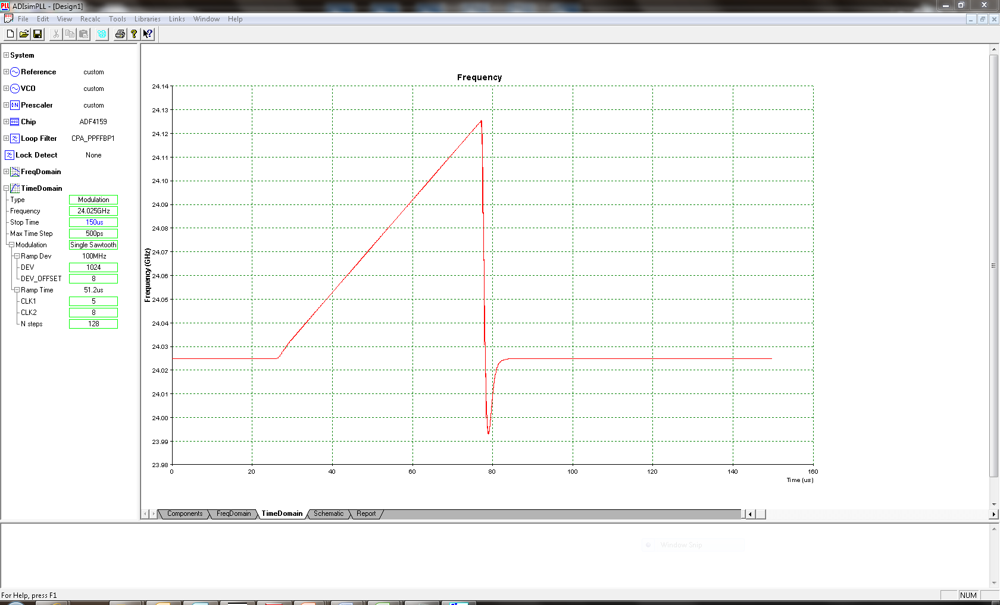 ADIsimPLL - [Design1]
File Edit View Recalc Tools Libraries Links Window Help
System
Reference custom
VCO custom
Prescaler custom
Chip ADF4159
Loop Filter CPA_PPFFBP1
Lock Detect None
FreqDomain
TimeDomain
Type Modulation
Frequency 24.025GHz
Stop Time 150us
Max Time Step 500ps
Modulation Single Sawtooth
Ramp Dev 100MHz
DEV 1024
DEV_OFFSET 8
Ramp Time 51.2us
CLK1 5
CLK2 8
N steps 128
Frequency
24.14
24.13
24.12
24.11
24.10
24.09
24.08
24.07
24.06
24.05
24.04
24.03
24.02
24.01
24.00
23.99
23.98
Frequency (GHz)
0 20 40 60 80 100 120 140 160
Time (us)
Components FreqDomain TimeDomain Schematic Report
Window Snip
For Help, press F1
NUM